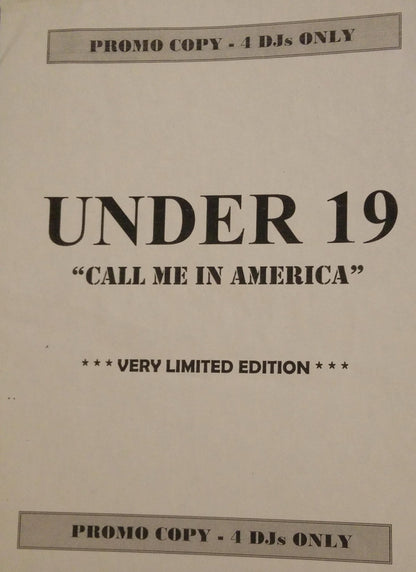 PROMO COPY - 4 DJs ONLY
UNDER 19
“CALL ME IN AMERICA”
* * * VERY LIMITED EDITION * * *
PROMO COPY - 4 DJs ONLY